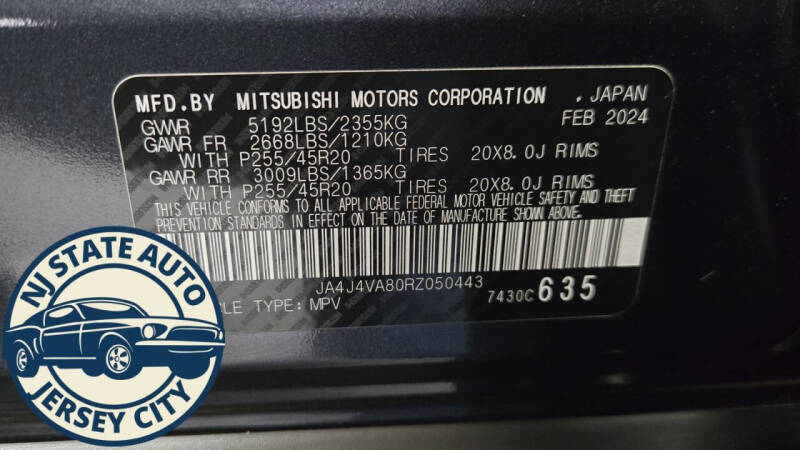 MFD.BY MITSUBISHI MOTORS CORPORATION , JAPAN
GVWR 5192LBS/2355KG FEB 2024
GAWR FR 2668LBS/1210KG
WITH P255/45R20 TIRES 20X8.0J RIMS
GAWR RR 3009LBS/1365KG
WITH P255/45R20 TIRES 20X8.0J RIMS
THIS VEHICLE CONFORMS TO ALL APPLICABLE FEDERAL MOTOR VEHICLE SAFETY AND THEFT
PREVENTION STANDARDS IN EFFECT ON THE DATE OF MANUFACTURE SHOWN ABOVE.
JA4J4VA80RZ050443
LE TYPE: MPV 7430C635
NJ STATE AUTO
JERSEY CITY